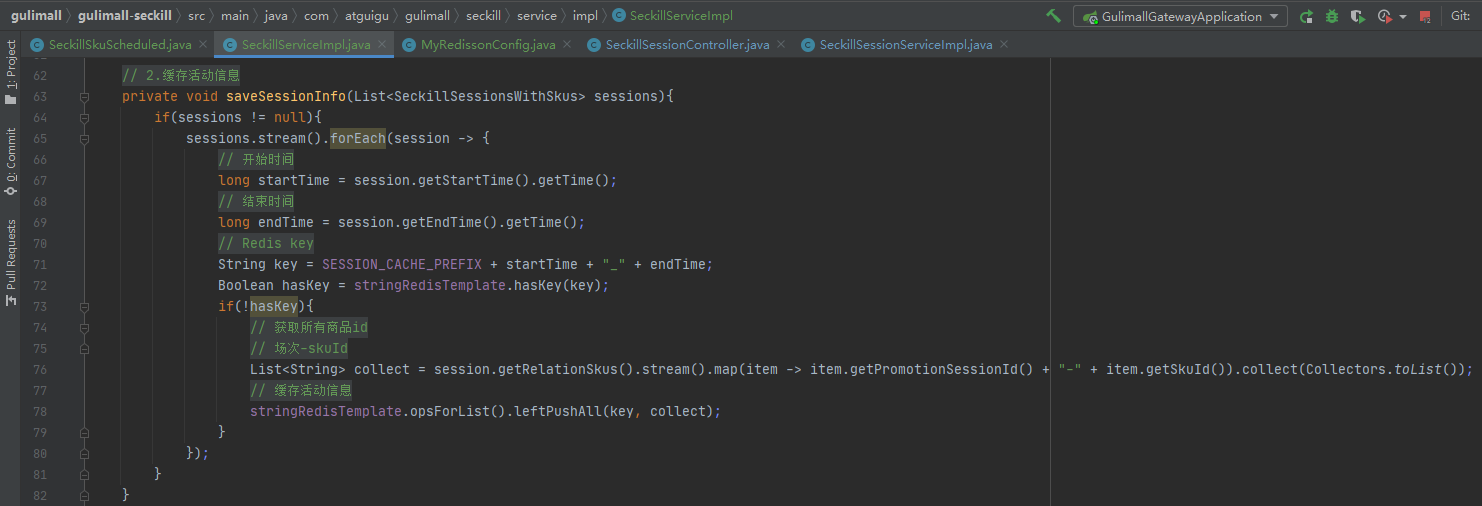 gulimall 〉 gulimall-seckill 〉 src 〉 main 〉 java 〉 com 〉 atguigu 〉 gulimall 〉 seckill 〉 service 〉 impl 〉 SeckillServiceImpl
GulimallGatewayApplication
Git:
SeckillSkuScheduled.java
SeckillServiceImpl.java
MyRedissonConfig.java
SeckillSessionController.java
SeckillSessionServiceImpl.java
1: Project
0: Commit
Pull Requests
62 // 2.缓存活动信息
63 private void saveSessionInfo(List<SeckillSessionsWithSkus> sessions){
64 if(sessions != null){
65 sessions.stream().forEach(session -> {
66 // 开始时间
67 long startTime = session.getStartTime().getTime();
68 // 结束时间
69 long endTime = session.getEndTime().getTime();
70 // Redis key
71 String key = SESSION_CACHE_PREFIX + startTime + "_" + endTime;
72 Boolean hasKey = stringRedisTemplate.hasKey(key);
73 if(!hasKey){
74 // 获取所有商品id
75 // 场次-skuId
76 List<String> collect = session.getRelationSkus().stream().map(item -> item.getPromotionSessionId() + "-" + item.getSkuId()).collect(Collectors.toList());
77 // 缓存活动信息
78 stringRedisTemplate.opsForList().leftPushAll(key, collect);
79 }
80 });
81 }
82 }